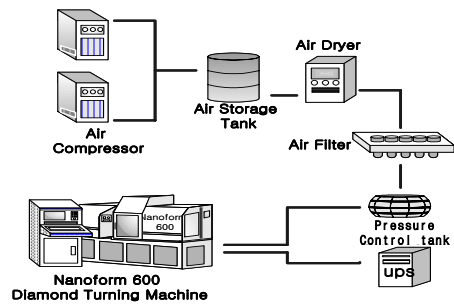 Air Dryer
Air Storage
Tank
Air
Compressor
Air Filter
Pressure
Control tank
Nanoform
600
ups
Nanoform 600
Diamond Turning Machine